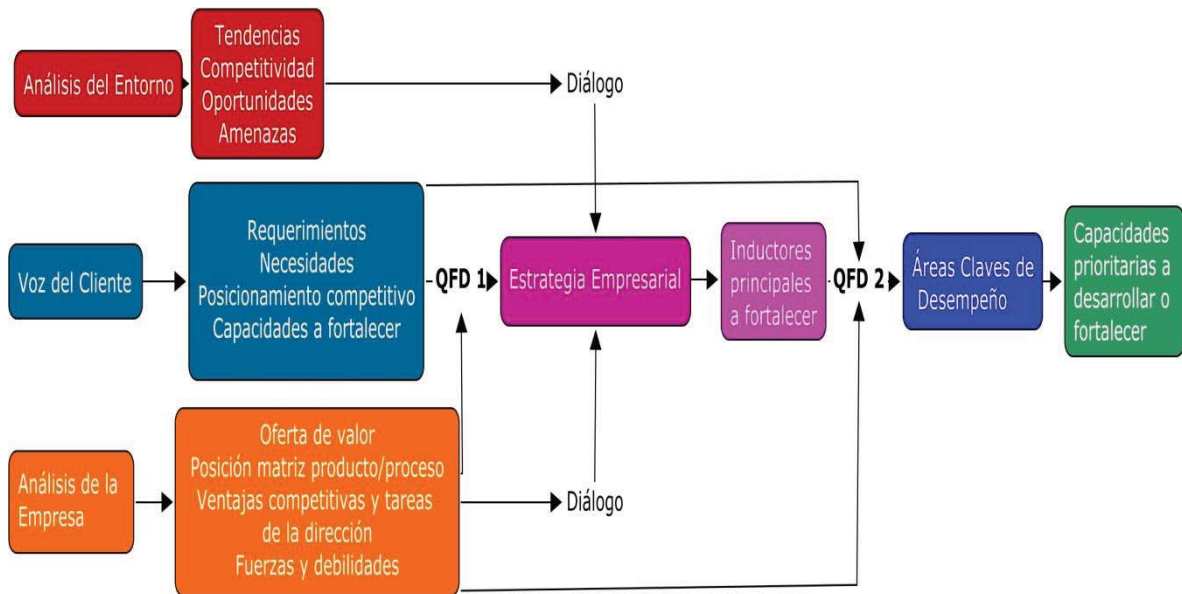 Análisis del Entorno
Tendencias
Competitividad
Oportunidades
Amenazas
Diálogo
Voz del Cliente
Requerimientos
Necesidades
Posicionamiento competitivo
Capacidades a fortalecer
QFD 1
Estrategia Empresarial
Inductores
principales
a fortalecer
QFD 2
Áreas Claves de
Desempeño
Capacidades
prioritarias a
desarrollar o
fortalecer
Análisis de la
Empresa
Oferta de valor
Posición matriz producto/proceso
Ventajas competitivas y tareas
de la dirección
Fuerzas y debilidades
Diálogo